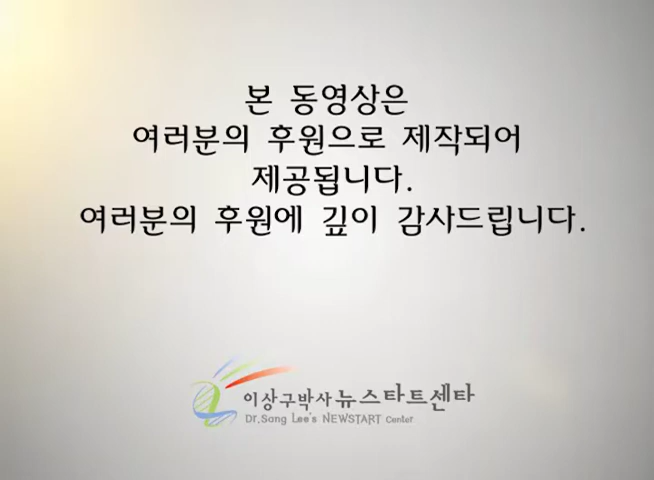 본 동영상은
여러분의 후원으로 제작되어
제공됩니다.
여러분의 후원에 깊이 감사드립니다.
이상구박사뉴스타트센타
Dr.Sang Lee's NEWSTART Center